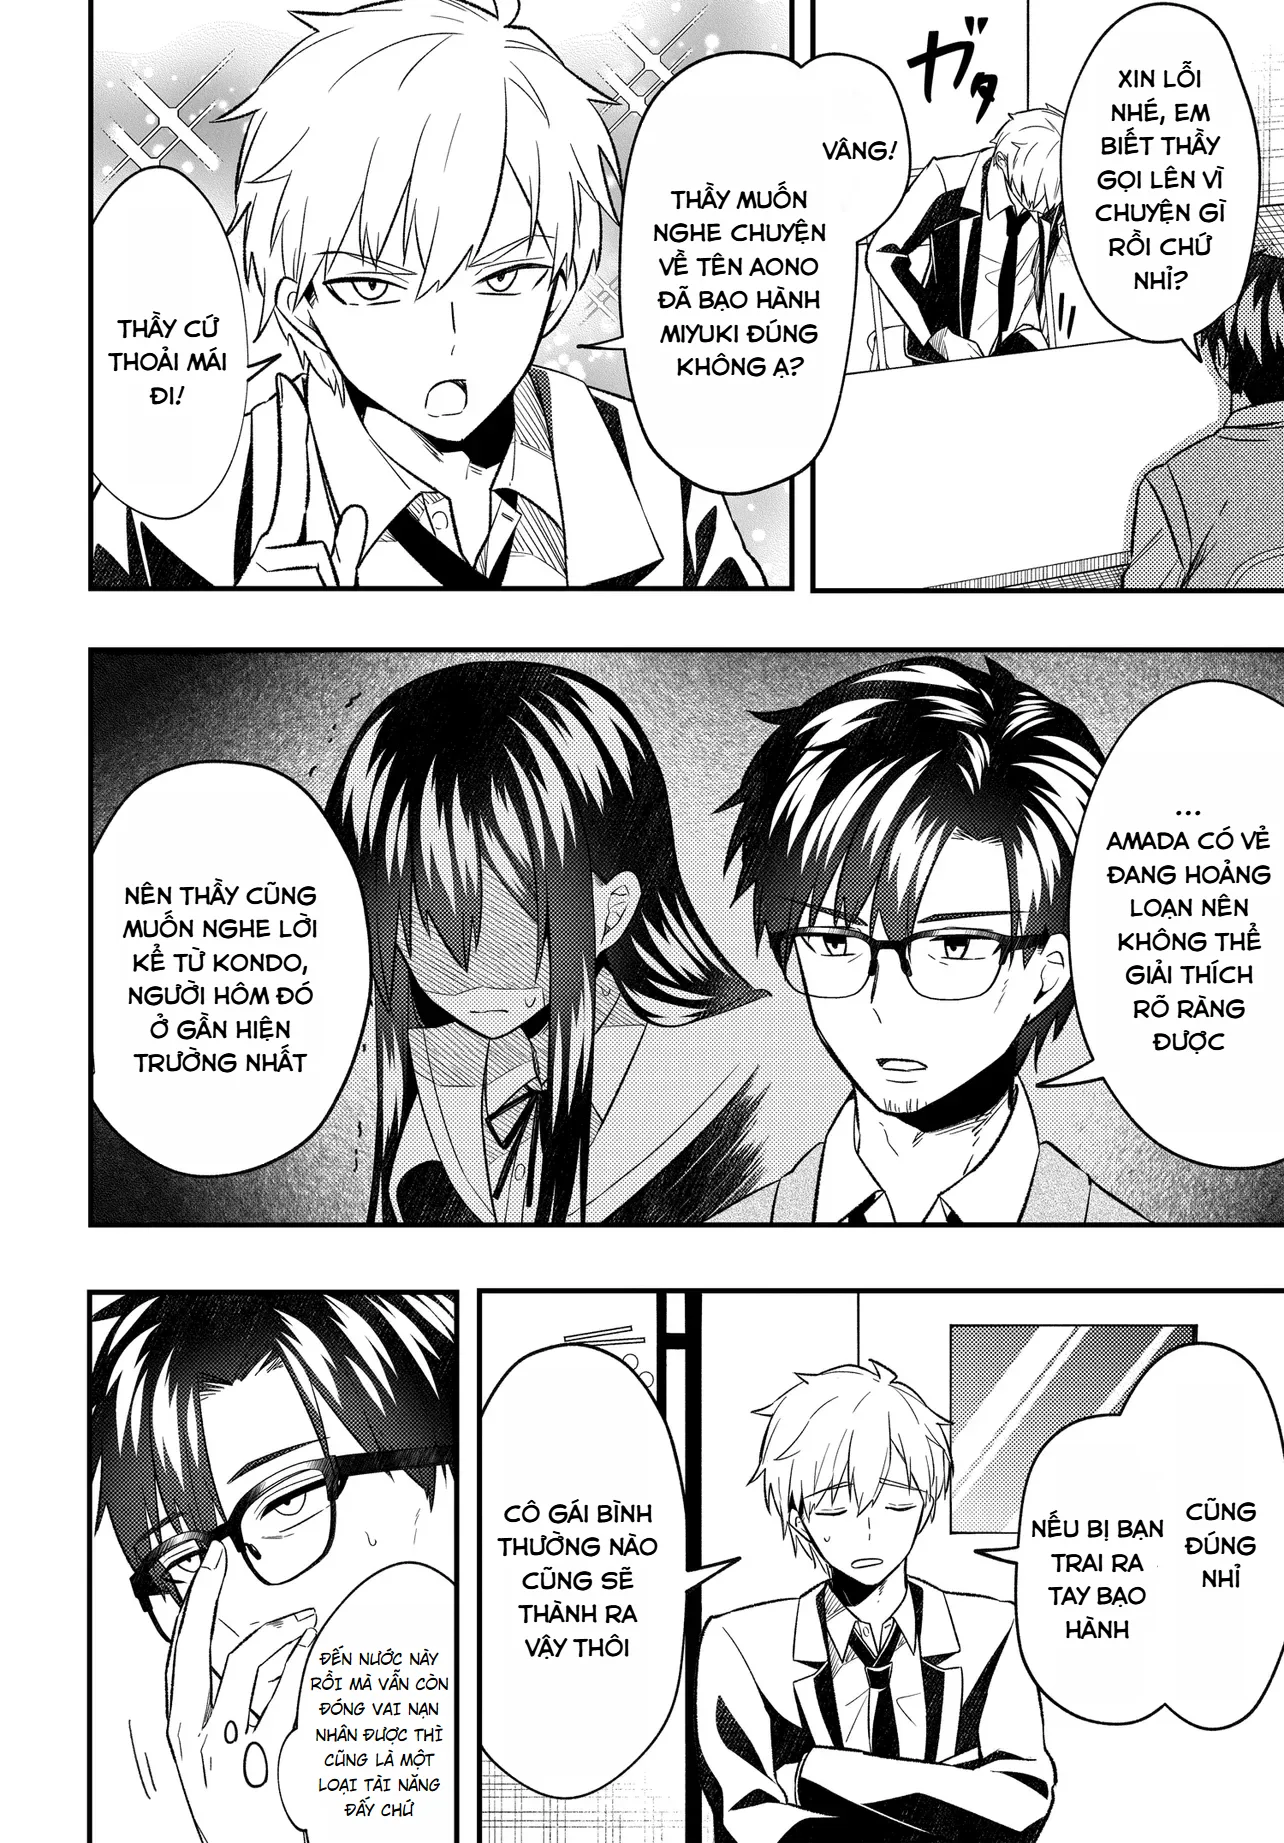 XIN LỖI
NHÉ, EM
BIẾT THẦY
GỌI LÊN VÌ
CHUYỆN GÌ
RỒI CHỨ
NHỈ?
ガタ
VÂNG!
THẦY MUỐN
NGHE CHUYỆN
VỀ TÊN AONO
ĐÃ BẠO HÀNH
MIYUKI ĐÚNG
KHÔNG Ạ?
THẦY CỨ
THOẢI MÁI
ĐI!
...
AMADA CÓ VẺ
ĐANG HOẢNG
LOẠN NÊN
KHÔNG THỂ
GIẢI THÍCH
RÕ RÀNG
ĐƯỢC
NÊN THẦY CŨNG
MUỐN NGHE LỜI
KỂ TỪ KONDO,
NGƯỜI HÔM ĐÓ
Ở GẦN HIỆN
TRƯỜNG NHẤT
CŨNG
ĐÚNG
NHỈ
NẾU BỊ BẠN
TRAI RA
TAY BẠO
HÀNH
CÔ GÁI BÌNH
THƯỜNG NÀO
CŨNG SẼ
THÀNH RA
VẬY THÔI
ĐẾN NƯỚC NÀY
RỒI MÀ VẪN CÒN
ĐÓNG VAI NẠN
NHÂN ĐƯỢC THÌ
CŨNG LÀ MỘT
LOẠI TÀI NĂNG
ĐẤY CHỨ